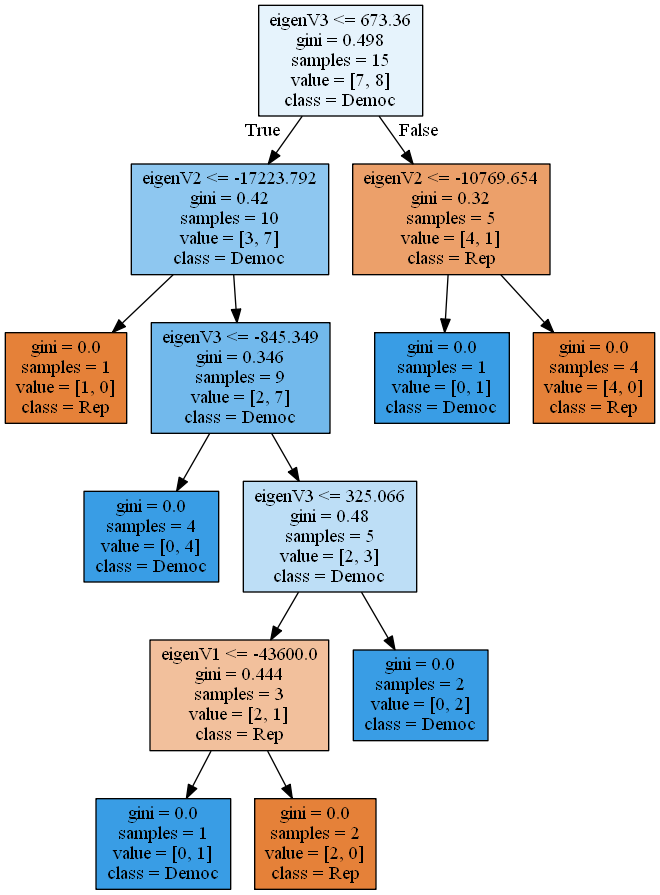 eigenV3 <= 673.36
gini = 0.498
samples = 15
value = [7, 8]
class = Democ
True
False
eigenV2 <= -17223.792
gini = 0.42
samples = 10
value = [3, 7]
class = Democ
eigenV2 <= -10769.654
gini = 0.32
samples = 5
value = [4, 1]
class = Rep
gini = 0.0
samples = 1
value = [1, 0]
class = Rep
eigenV3 <= -845.349
gini = 0.346
samples = 9
value = [2, 7]
class = Democ
gini = 0.0
samples = 1
value = [0, 1]
class = Democ
gini = 0.0
samples = 4
value = [4, 0]
class = Rep
gini = 0.0
samples = 4
value = [0, 4]
class = Democ
eigenV3 <= 325.066
gini = 0.48
samples = 5
value = [2, 3]
class = Democ
eigenV1 <= -43600.0
gini = 0.444
samples = 3
value = [2, 1]
class = Rep
gini = 0.0
samples = 2
value = [0, 2]
class = Democ
gini = 0.0
samples = 1
value = [0, 1]
class = Democ
gini = 0.0
samples = 2
value = [2, 0]
class = Rep